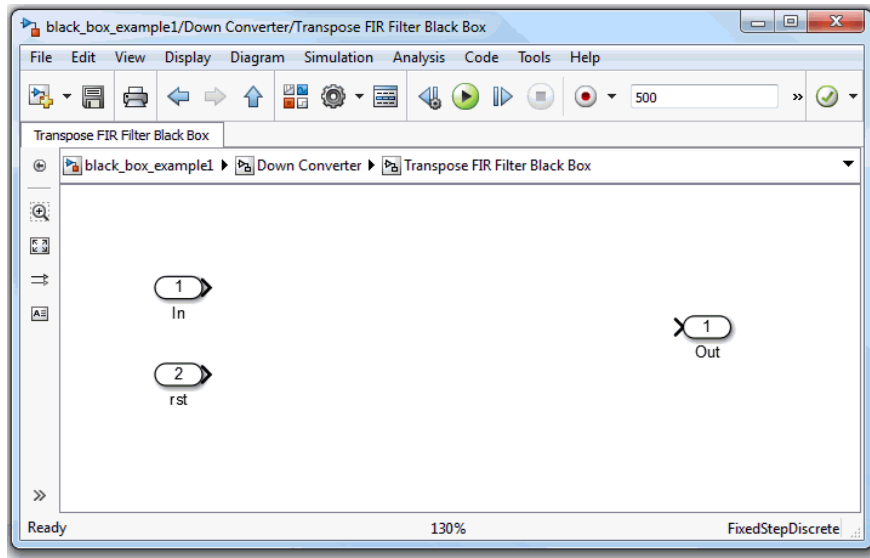 black_box_example1/Down Converter/Transpose FIR Filter Black Box
File Edit View Display Diagram Simulation Analysis Code Tools Help
500 »
Transpose FIR Filter Black Box
black_box_example1 Down Converter Transpose FIR Filter Black Box
1
In
1
Out
2
rst
A
»
Ready 130% FixedStepDiscrete